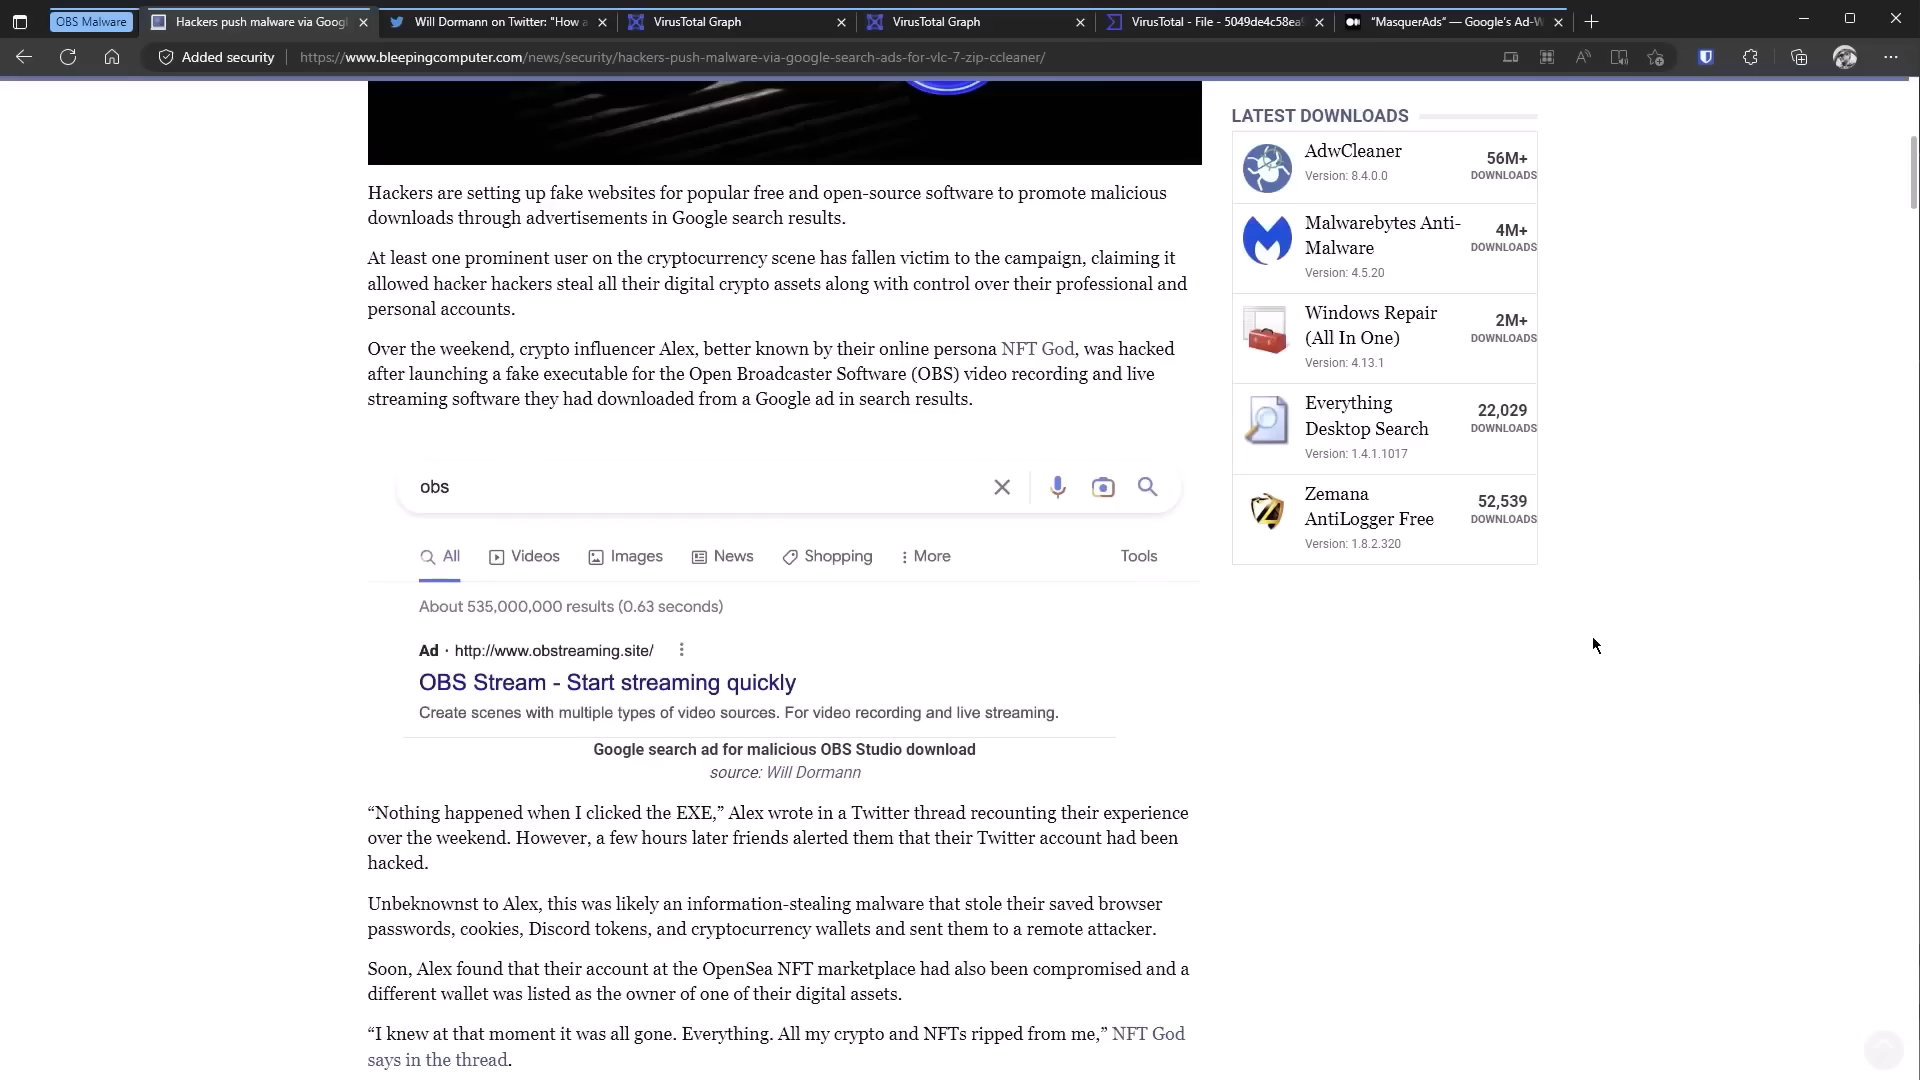 OBS Malware
Hackers push malware via Googl
Will Dormann on Twitter: "How a
VirusTotal Graph
VirusTotal Graph
VirusTotal - File - 5049de4c58ea
"MasquerAds" — Google's Ad-W
Added security
https://www.bleepingcomputer.com/news/security/hackers-push-malware-via-google-search-ads-for-vlc-7-zip-ccleaner/
Hackers are setting up fake websites for popular free and open-source software to promote malicious
downloads through advertisements in Google search results.
At least one prominent user on the cryptocurrency scene has fallen victim to the campaign, claiming it
allowed hacker hackers steal all their digital crypto assets along with control over their professional and
personal accounts.
Over the weekend, crypto influencer Alex, better known by their online persona NFT God, was hacked
after launching a fake executable for the Open Broadcaster Software (OBS) video recording and live
streaming software they had downloaded from a Google ad in search results.
obs
All Videos Images News Shopping More Tools
About 535,000,000 results (0.63 seconds)
Ad · http://www.obstreaming.site/
OBS Stream - Start streaming quickly
Create scenes with multiple types of video sources. For video recording and live streaming.
Google search ad for malicious OBS Studio download
source: Will Dormann
“Nothing happened when I clicked the EXE,” Alex wrote in a Twitter thread recounting their experience
over the weekend. However, a few hours later friends alerted them that their Twitter account had been
hacked.
Unbeknownst to Alex, this was likely an information-stealing malware that stole their saved browser
passwords, cookies, Discord tokens, and cryptocurrency wallets and sent them to a remote attacker.
Soon, Alex found that their account at the OpenSea NFT marketplace had also been compromised and a
different wallet was listed as the owner of one of their digital assets.
“I knew at that moment it was all gone. Everything. All my crypto and NFTs ripped from me,” NFT God
says in the thread.
LATEST DOWNLOADS
AdwCleaner
Version: 8.4.0.0
56M+
DOWNLOADS
Malwarebytes Anti-
Malware
Version: 4.5.20
4M+
DOWNLOADS
Windows Repair
(All In One)
Version: 4.13.1
2M+
DOWNLOADS
Everything
Desktop Search
Version: 1.4.1.1017
22,029
DOWNLOADS
Zemana
AntiLogger Free
Version: 1.8.2.320
52,539
DOWNLOADS